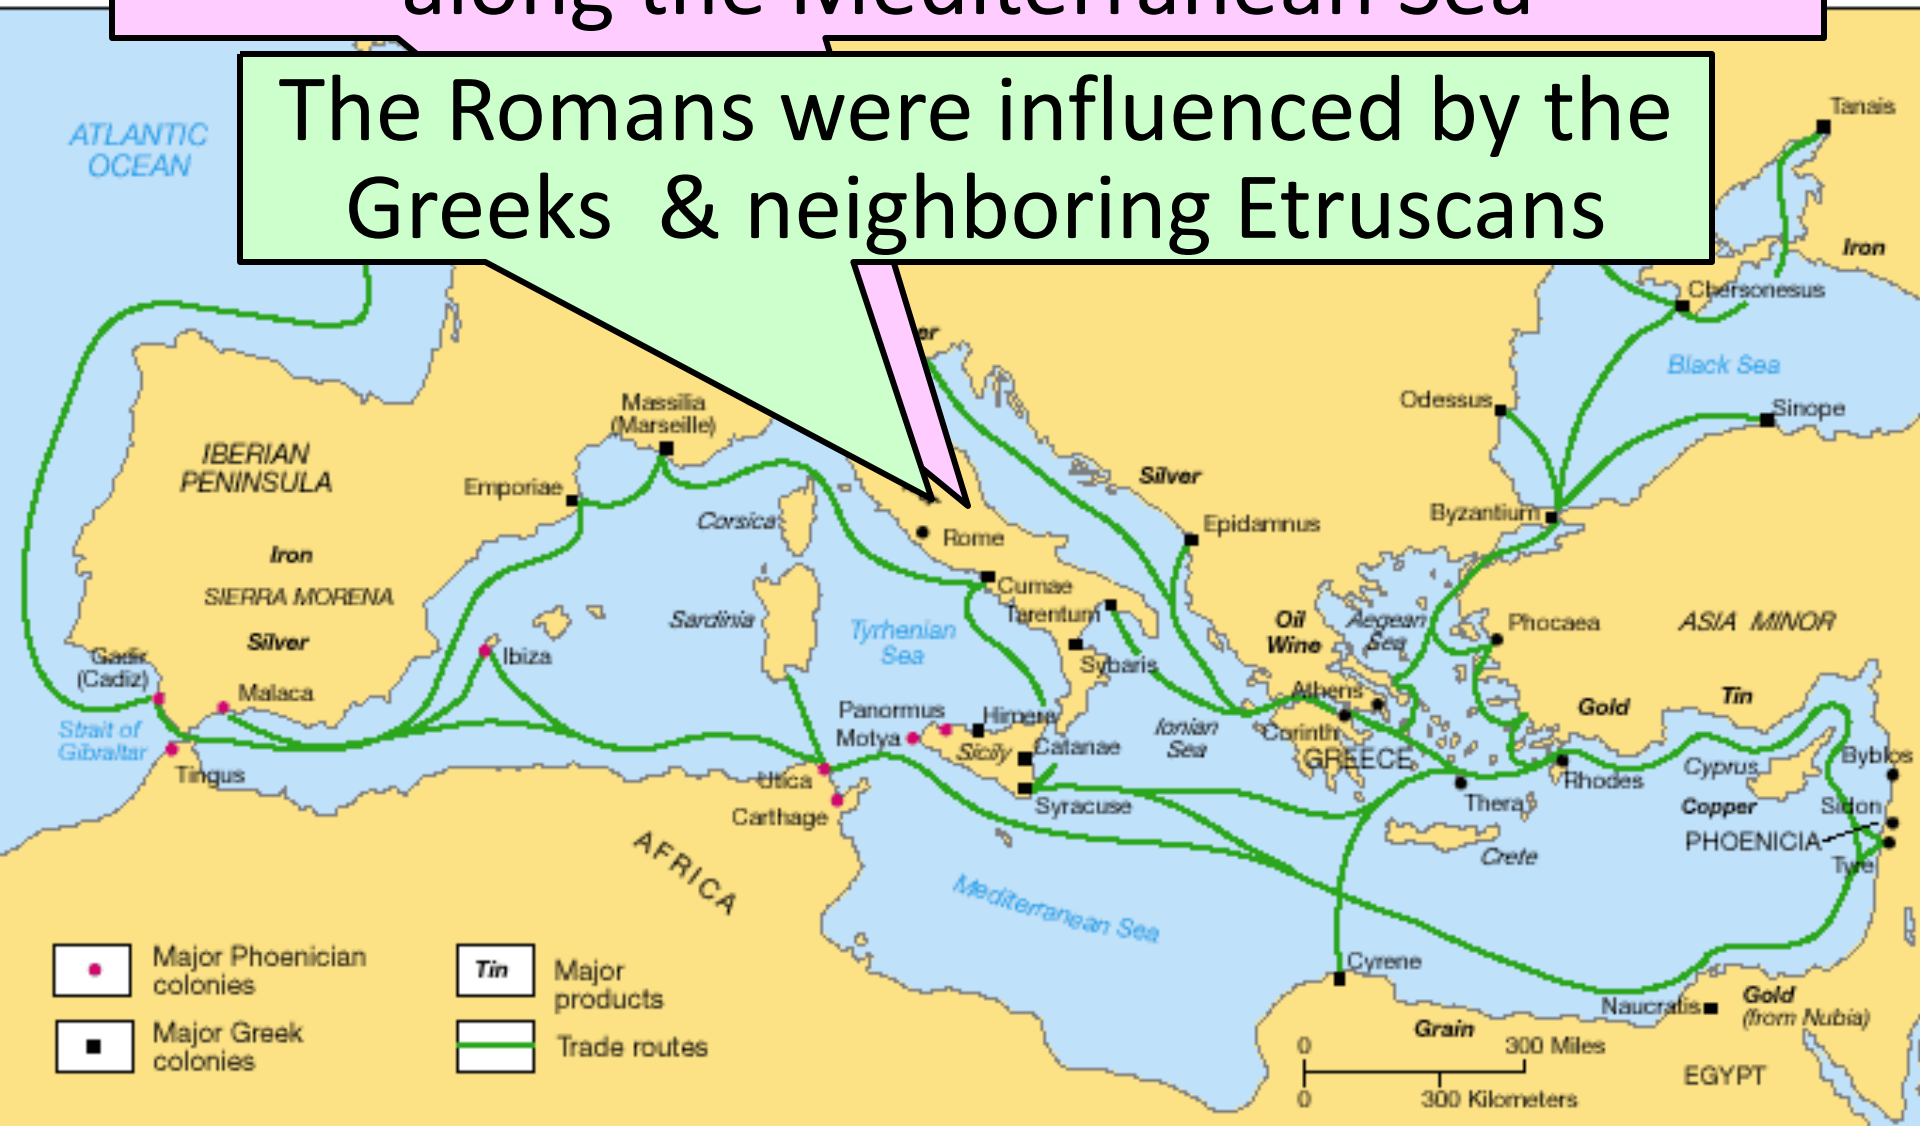 along the Mediterranean Sea
The Romans were influenced by the
Greeks & neighboring Etruscans
ATLANTIC
OCEAN
Tanais
Iron
Chersonesus
Black Sea
Odessus
Sinope
Massilia
(Marseille)
IBERIAN
PENINSULA
Emporiae
Corsica
Silver
Rome
Epidamnus
Byzantium
Iron
SIERRA MORENA
Silver
Sardinia
Tyrrhenian
Sea
Cumae
Tarentum
Sybaris
Oil
Wine
Aegean
Sea
Phocaea
ASIA MINOR
Gadir
(Cadiz)
Malaca
Ibiza
Strait of
Gibraltar
Tingus
Panormus
Motya
Himera
Sicily
Catanae
Syracuse
Utica
Carthage
Ionian
Sea
Athens
Corinth
GREECE
Gold
Tin
Thera
Rhodes
Cyprus
Copper
Byblos
Sidon
PHOENICIA
Tyre
Crete
AFRICA
Mediterranean Sea
Cyrene
Naucratis
Gold
(from Nubia)
Grain
EGYPT
Major Phoenician
colonies
Major Greek
colonies
Tin
Major
products
Trade routes
0 300 Miles
0 300 Kilometers